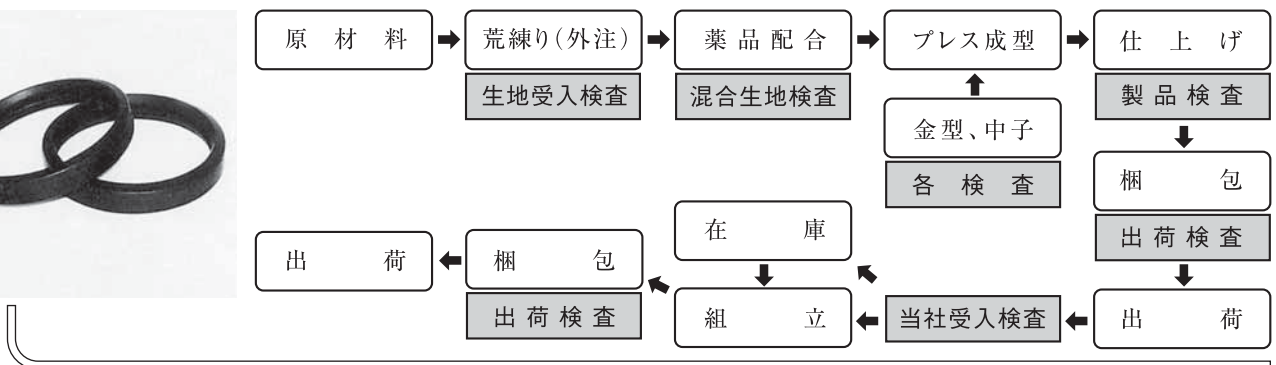 原材料
荒練り(外注)
生地受入検査
薬品配合
混合生地検査
プレス成型
金型、中子
各検査
仕上げ
製品検査
梱包
出荷検査
出荷
当社受入検査
在庫
組立
梱包
出荷検査
出荷